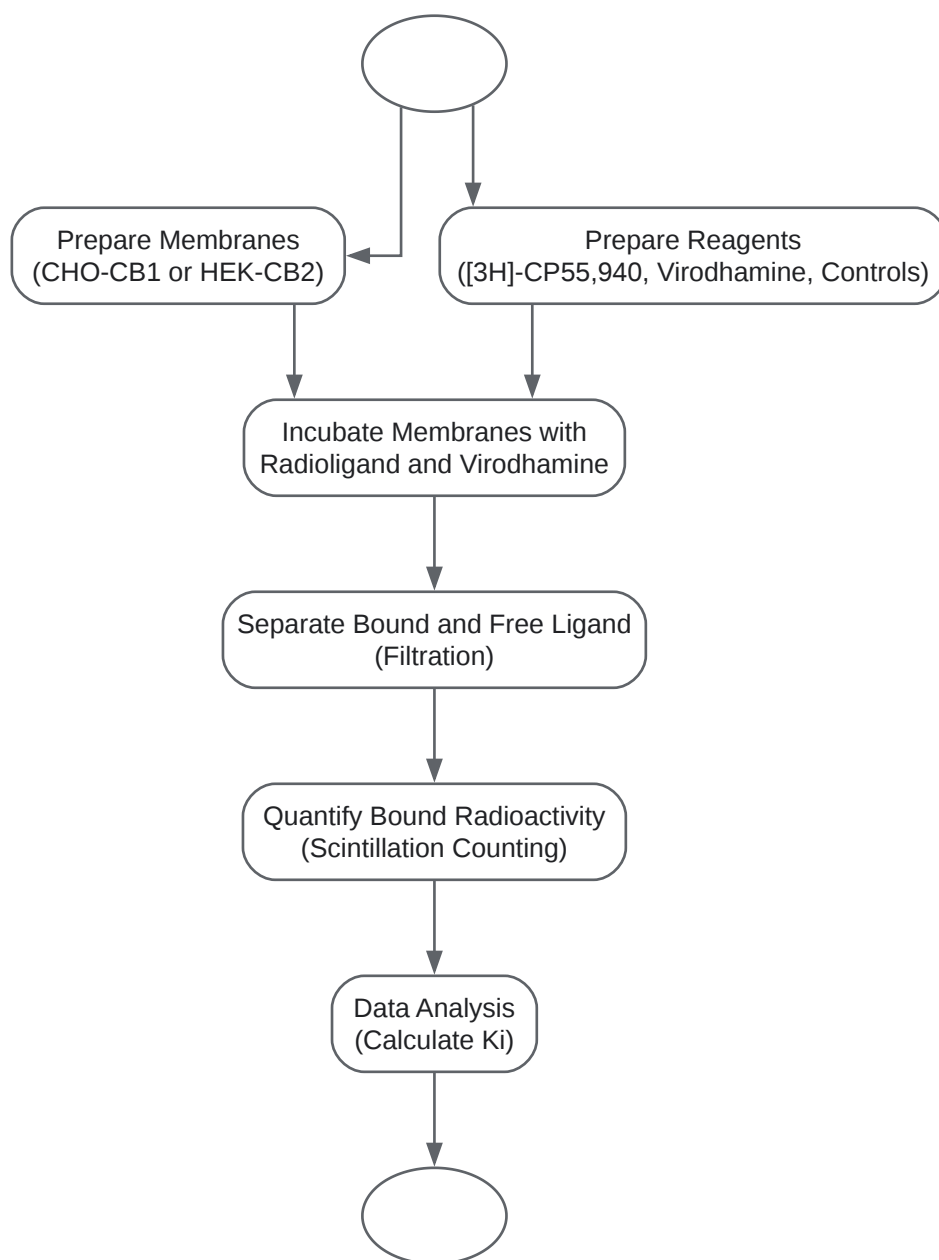 Prepare Membranes
(CHO-CB1 or HEK-CB2)
Prepare Reagents
([3H]-CP55,940, Virodhamine, Controls)
Incubate Membranes with
Radioligand and Virodhamine
Separate Bound and Free Ligand
(Filtration)
Quantify Bound Radioactivity
(Scintillation Counting)
Data Analysis
(Calculate Ki)